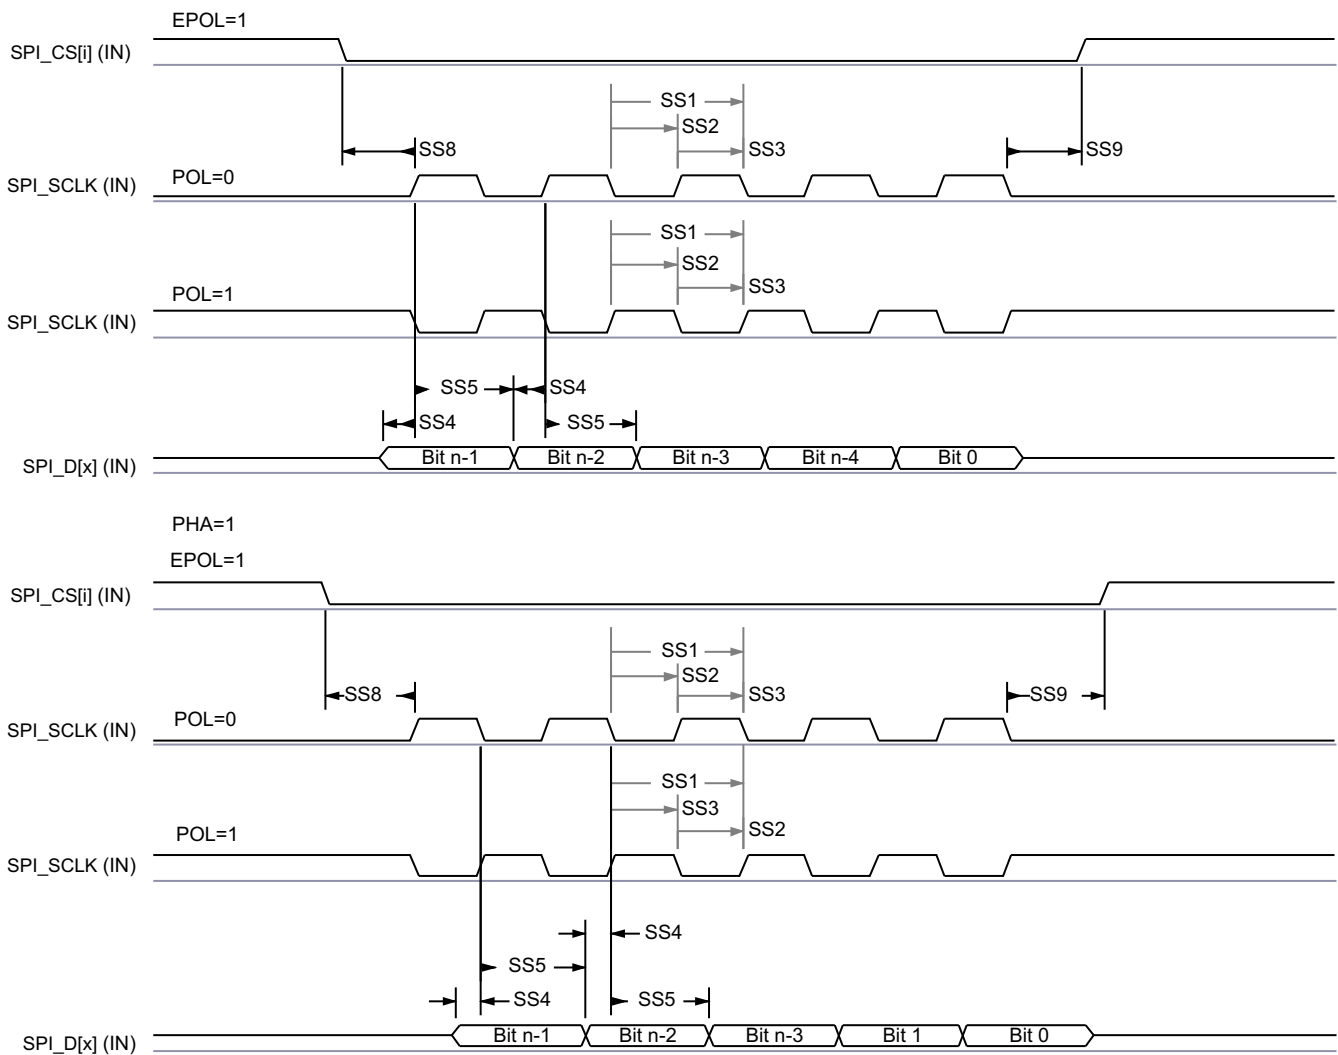 EPOL=1
SPI_CS[i] (IN)
SS1
SS2
SS8
SS3
SS9
POL=0
SPI_SCLK (IN)
SS1
SS2
SS3
POL=1
SPI_SCLK (IN)
SS5
SS4
SS4
SS5
SPI_D[x] (IN)
Bit n-1
Bit n-2
Bit n-3
Bit n-4
Bit 0
PHA=1
EPOL=1
SPI_CS[i] (IN)
SS1
SS2
SS8
SS3
SS9
POL=0
SPI_SCLK (IN)
SS1
SS3
SS2
POL=1
SPI_SCLK (IN)
SS4
SS5
SS4
SS5
SPI_D[x] (IN)
Bit n-1
Bit n-2
Bit n-3
Bit 1
Bit 0